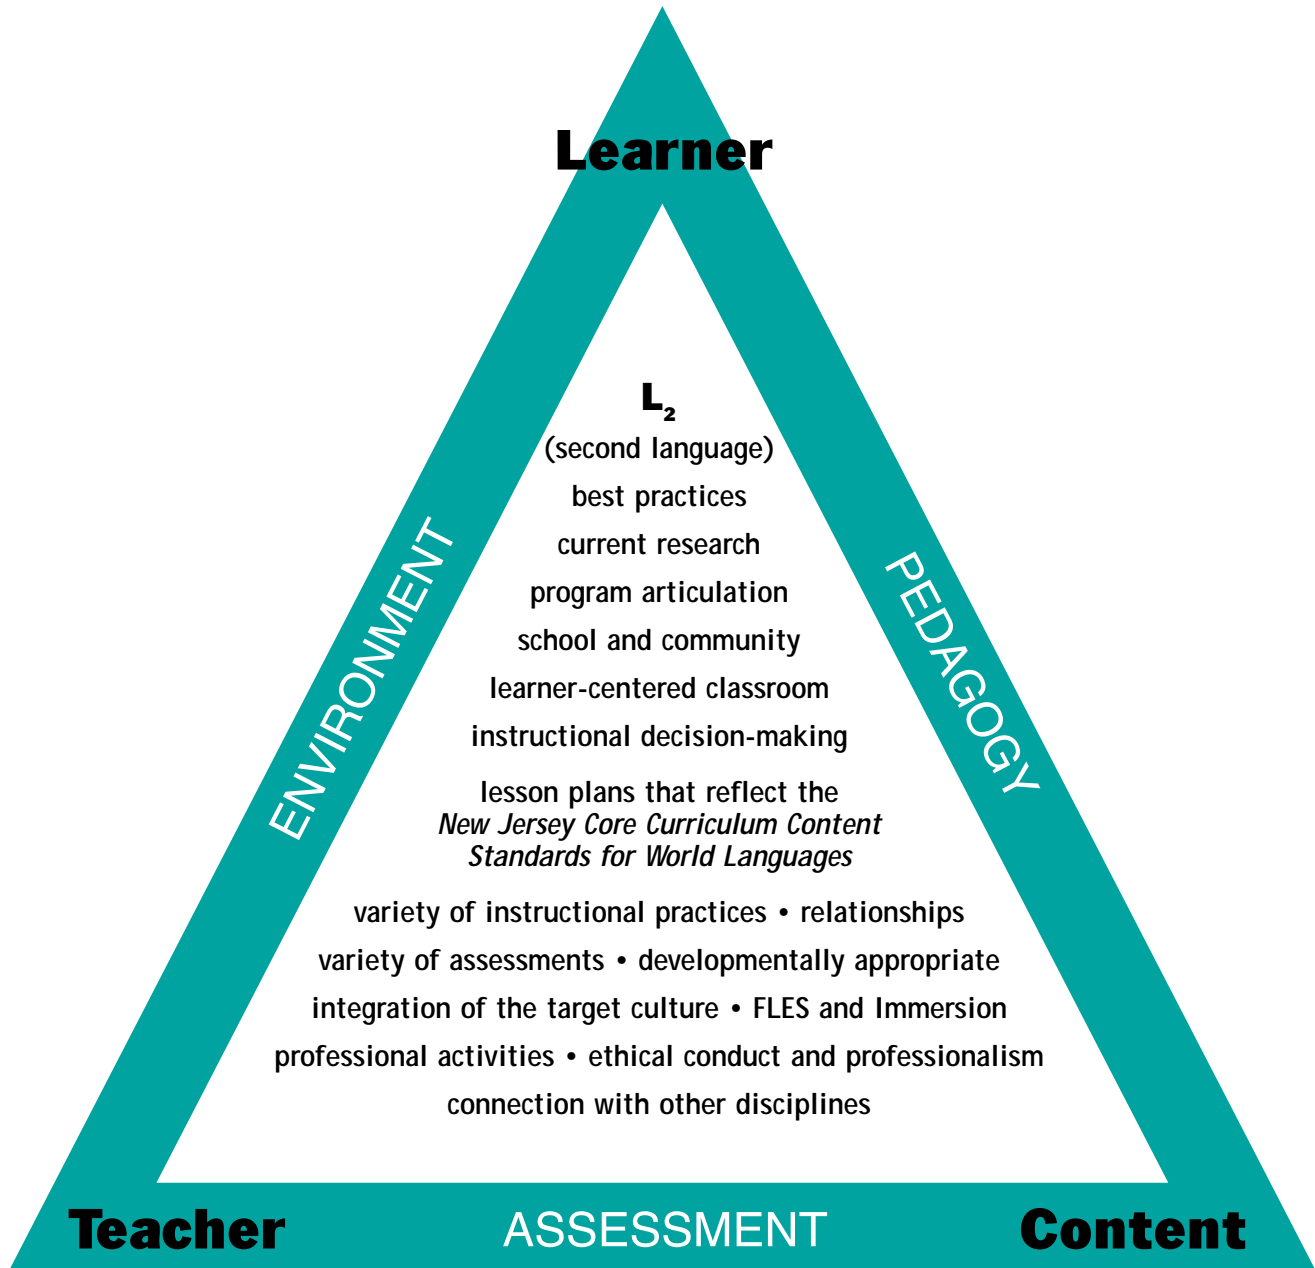 Learner
L₂
(second language)
best practices
current research
program articulation
school and community
learner-centered classroom
instructional decision-making
lesson plans that reflect the
New Jersey Core Curriculum Content
Standards for World Languages
variety of instructional practices • relationships
variety of assessments • developmentally appropriate
integration of the target culture • FLES and Immersion
professional activities • ethical conduct and professionalism
connection with other disciplines
ENVIRONMENT
PEDAGOGY
Teacher
ASSESSMENT
Content